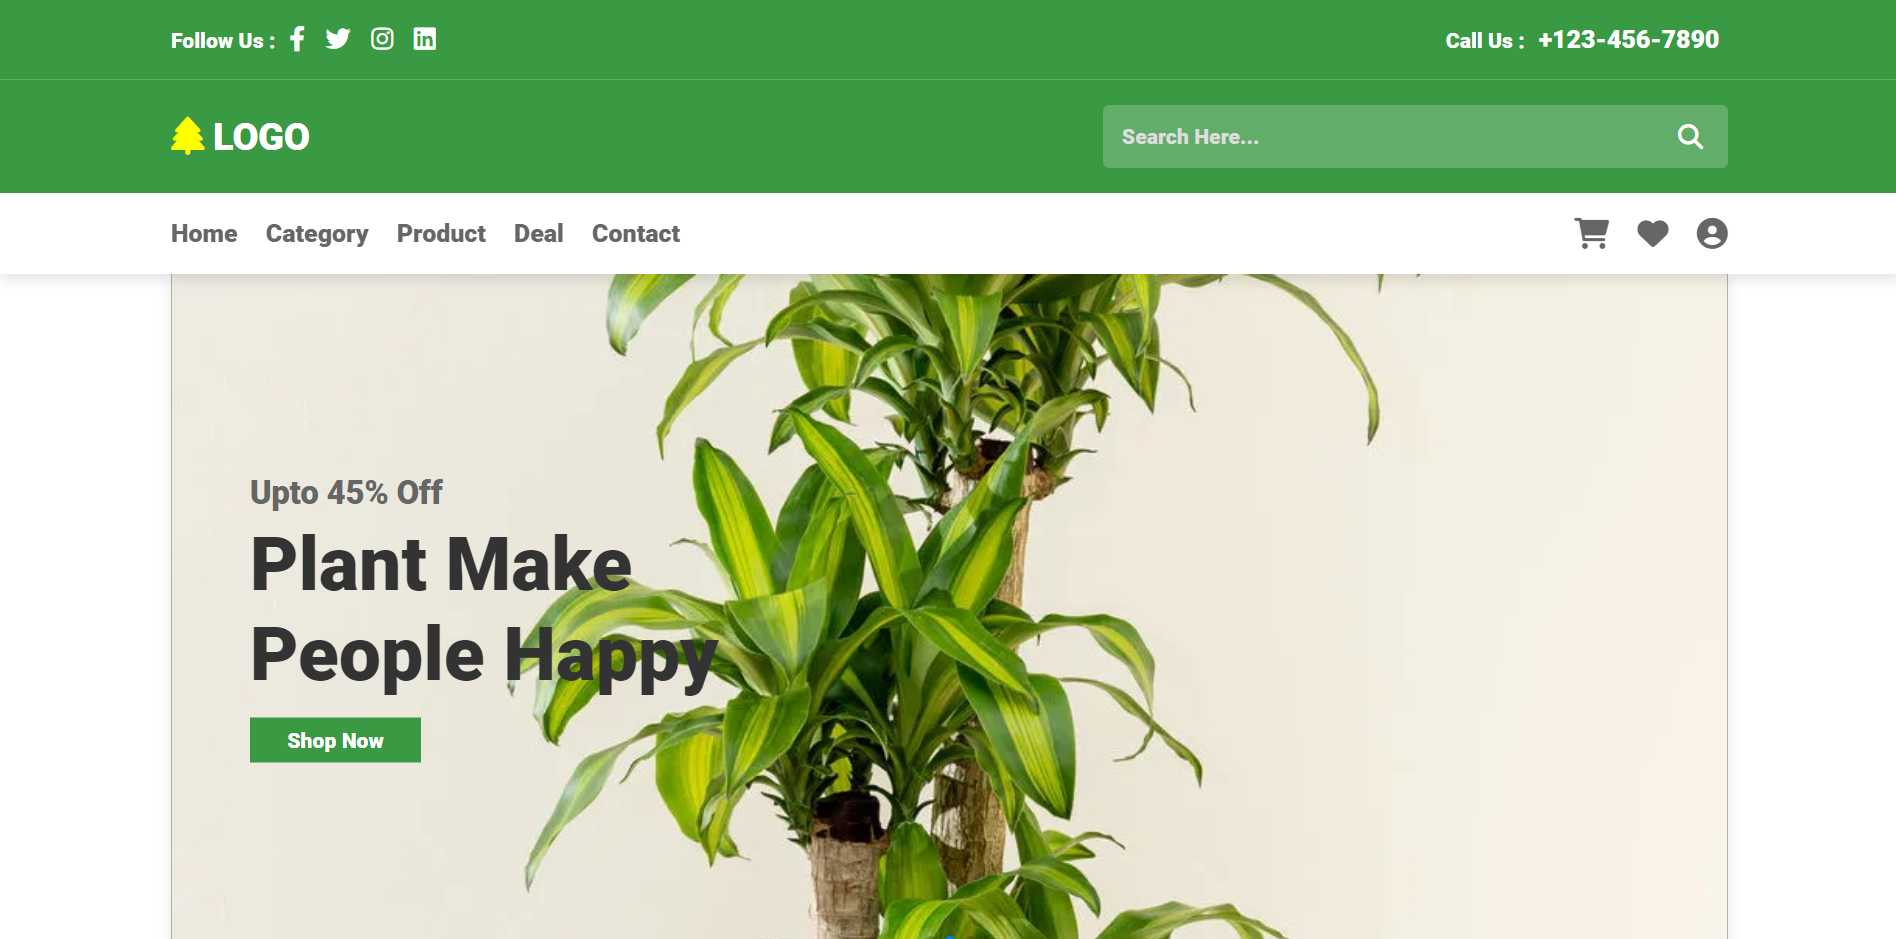 Follow Us :
Call Us : +123-456-7890
LOGO
Search Here...
Home Category Product Deal Contact
Upto 45% Off
Plant Make
People Happy
Shop Now